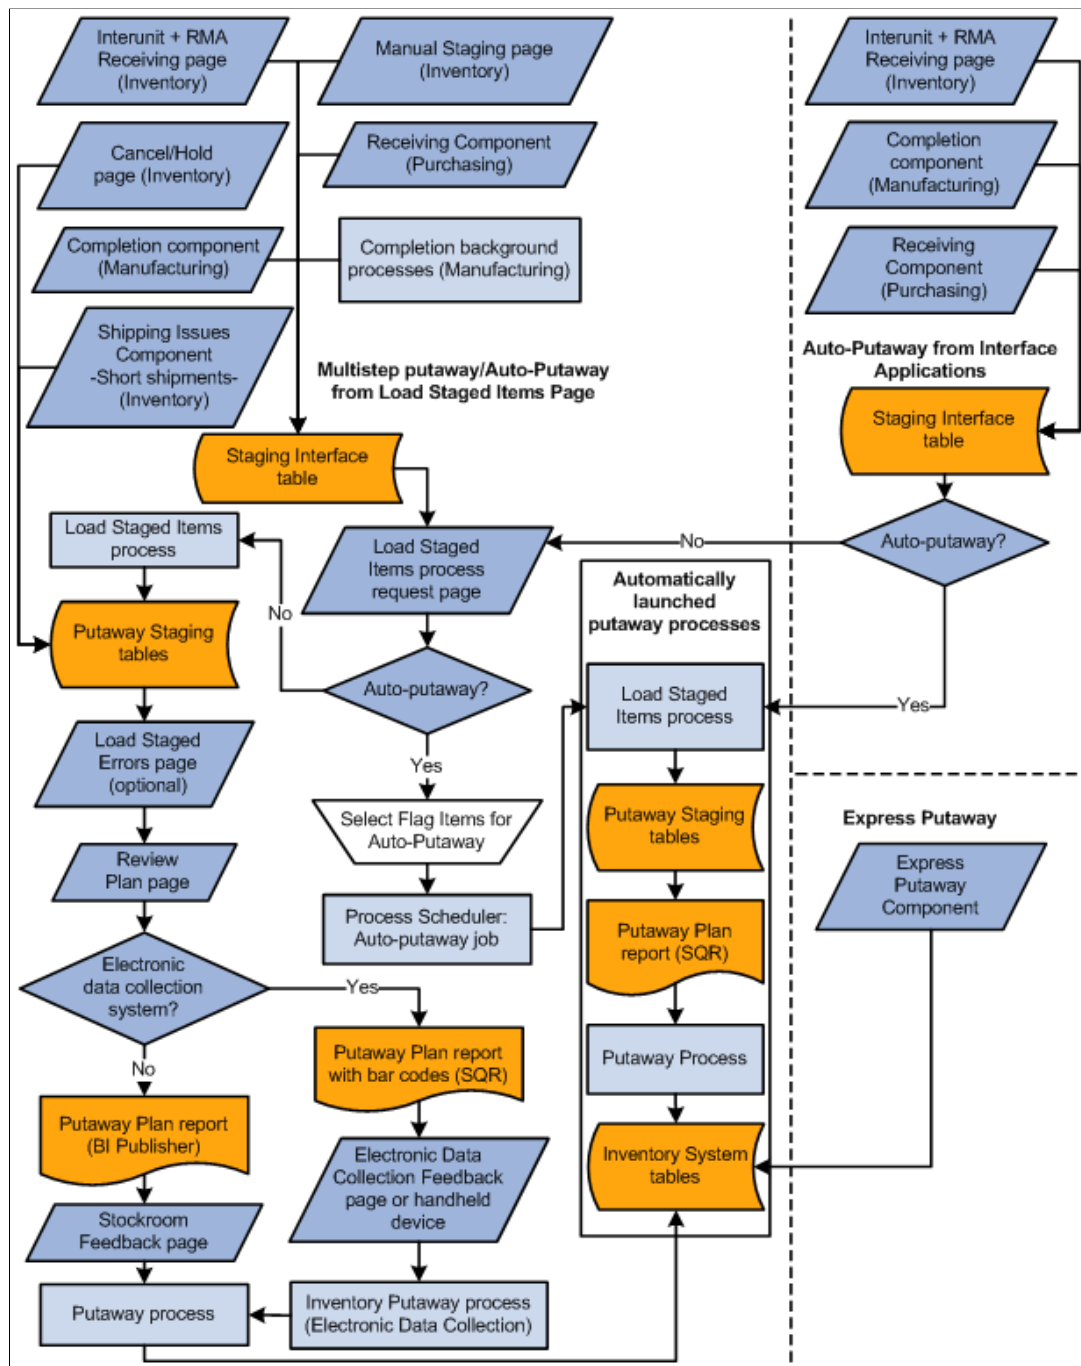 Interunit + RMA
Receiving page
(Inventory)
Manual Staging page
(Inventory)
Cancel/Hold
page (Inventory)
Receiving Component
(Purchasing)
Completion component
(Manufacturing)
Completion background
processes (Manufacturing)
Shipping Issues
Component
-Short shipments-
(Inventory)
Multistep putaway/Auto-Putaway
from Load Staged Items Page
Staging Interface
table
Load Staged Items
process
Load Staged
Items process
request page
No
Putaway Staging
tables
Auto-putaway?
Load Staged
Errors page
(optional)
Yes
Select Flag Items for
Auto-Putaway
Review
Plan page
Process Scheduler:
Auto-putaway job
Electronic
data collection
system?
Yes
No
Putaway Plan report
with bar codes (SQR)
Putaway Plan report
(BI Publisher)
Electronic Data
Collection Feedback
page or handheld
device
Stockroom
Feedback page
Putaway process
Inventory Putaway process
(Electronic Data Collection)
Automatically
launched
putaway processes
Load Staged
Items process
Putaway Staging
tables
Putaway Plan
report (SQR)
Putaway Process
Inventory System
tables
Interunit + RMA
Receiving page
(Inventory)
Completion
component
(Manufacturing)
Receiving
Component
(Purchasing)
Auto-Putaway from Interface
Applications
Staging Interface
table
Auto-putaway?
No
Yes
Express Putaway
Express
Putaway
Component